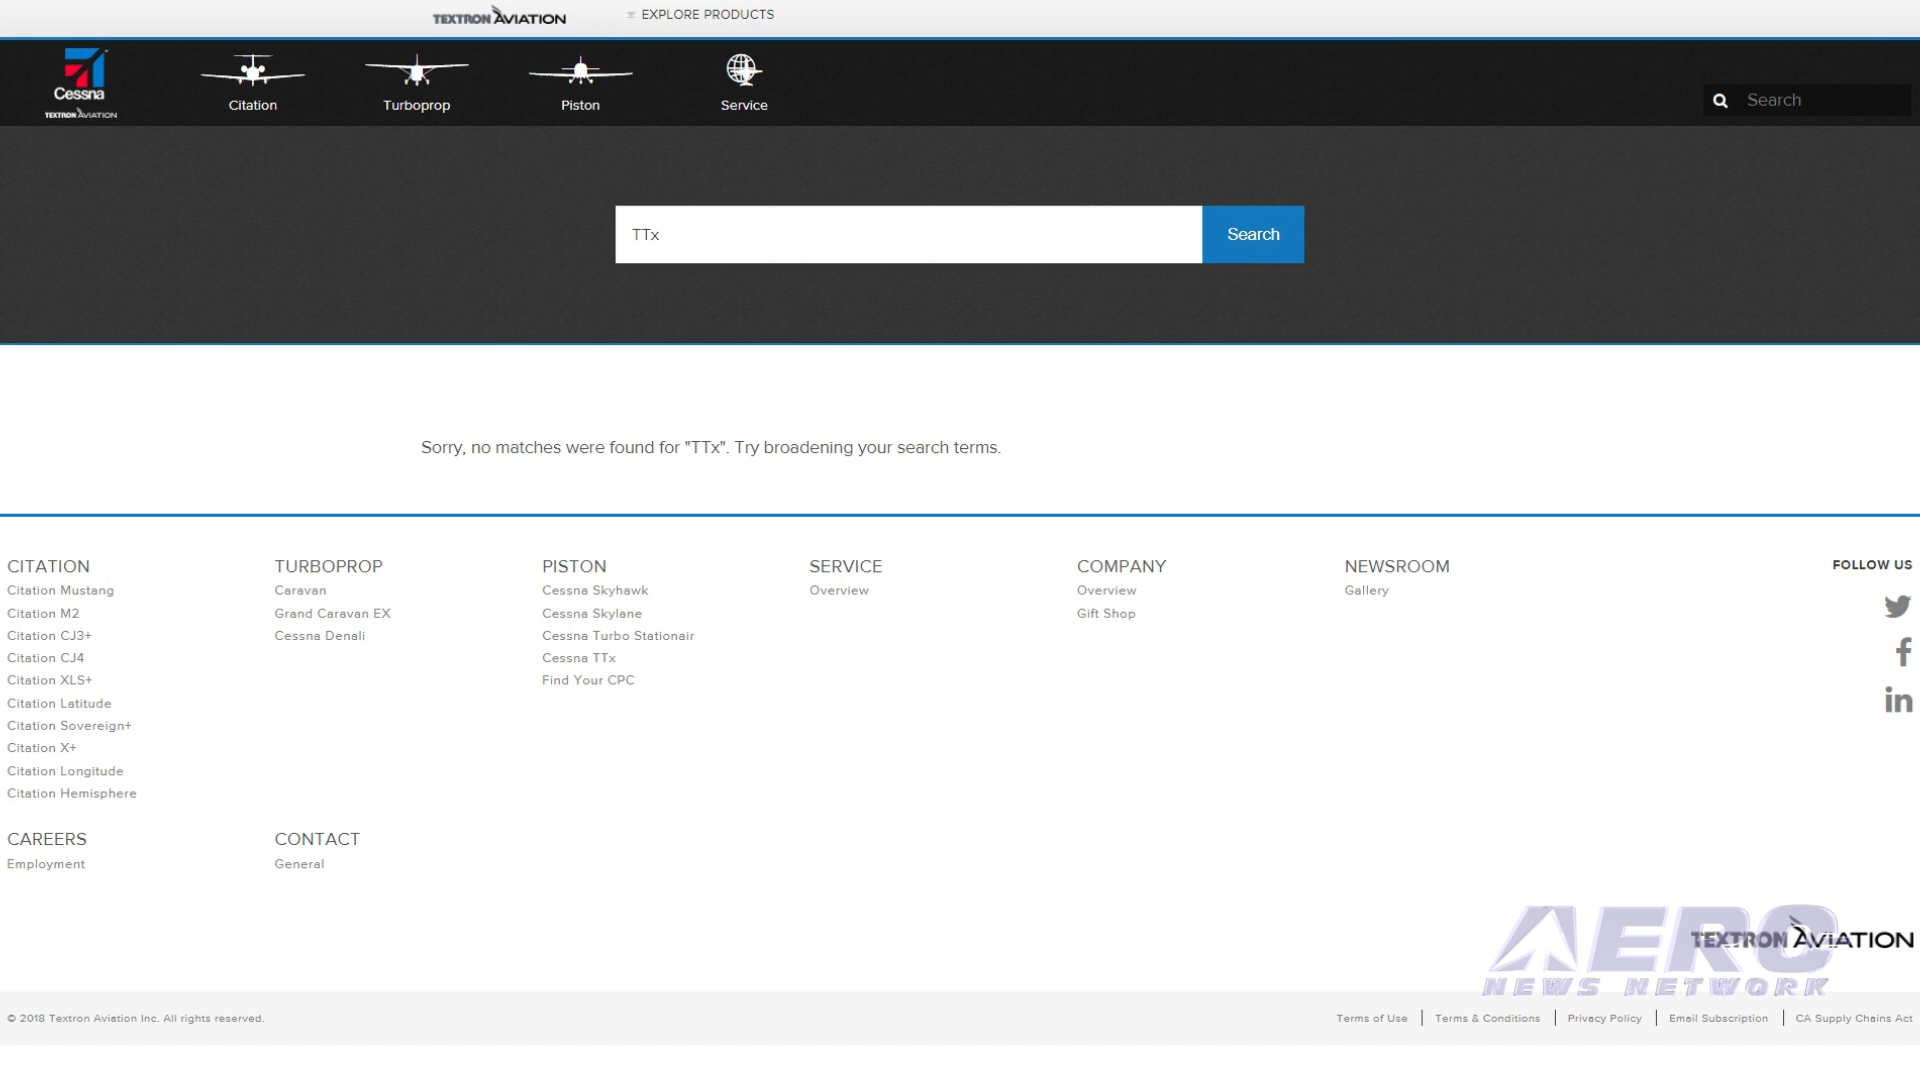 TEXTRON AVIATION
EXPLORE PRODUCTS
Cessna
TEXTRON AVIATION
Citation
Turboprop
Piston
Service
Search
TTx
Search
Sorry, no matches were found for "TTx". Try broadening your search terms.
CITATION
Citation Mustang
Citation M2
Citation CJ3+
Citation CJ4
Citation XLS+
Citation Latitude
Citation Sovereign+
Citation X+
Citation Longitude
Citation Hemisphere
TURBOPROP
Caravan
Grand Caravan EX
Cessna Denali
PISTON
Cessna Skyhawk
Cessna Skylane
Cessna Turbo Stationair
Cessna TTx
Find Your CPC
SERVICE
Overview
COMPANY
Overview
Gift Shop
NEWSROOM
Gallery
FOLLOW US
CAREERS
Employment
CONTACT
General
AERO
TEXTRON AVIATION
NEWS NETWORK
© 2018 Textron Aviation Inc. All rights reserved.
Terms of Use
Terms & Conditions
Privacy Policy
Email Subscription
CA Supply Chains Act